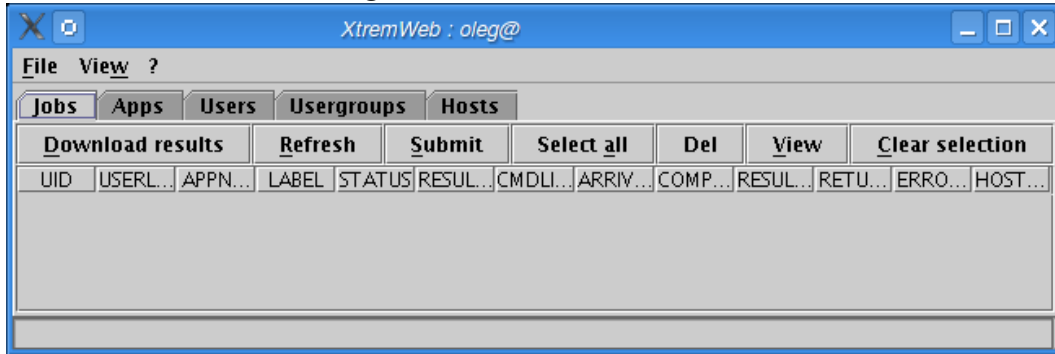 XtremWeb : oleg@
File View ?
Jobs Apps Users Usergroups Hosts
Download results Refresh Submit Select all Del View Clear selection
UID USERL... APPN... LABEL STATUS RESUL... CMDLI... ARRIV... COMP... RESUL... RETU... ERRO... HOST...